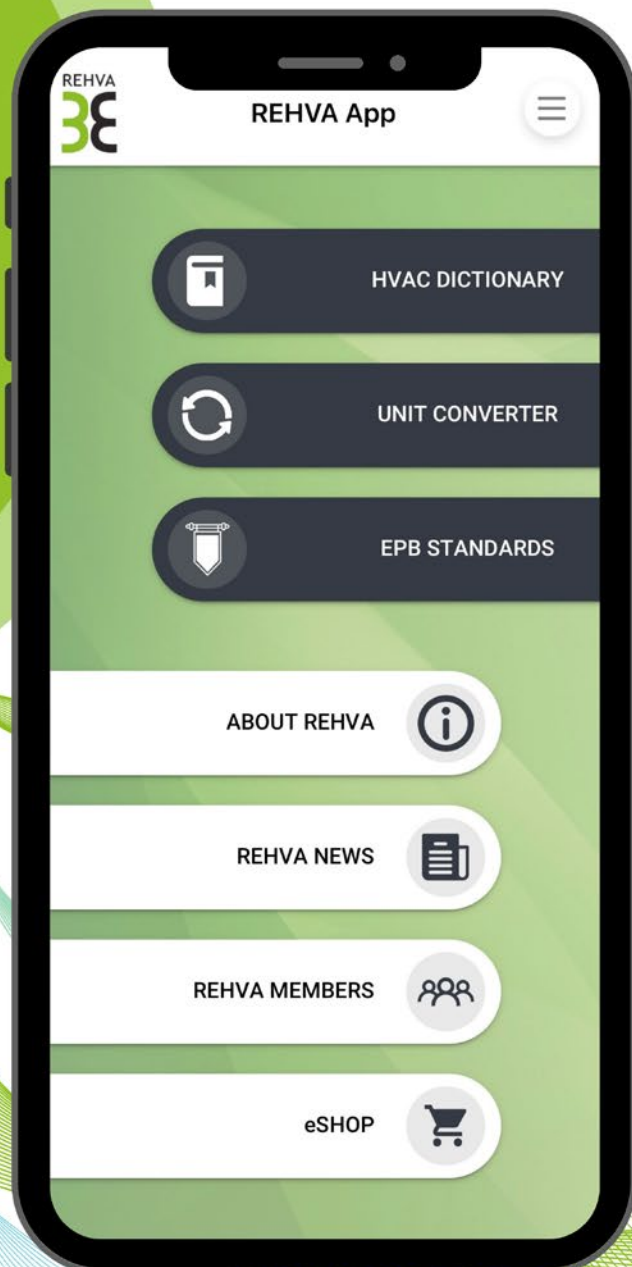 REHVA
REHVA App
HVAC DICTIONARY
UNIT CONVERTER
EPB STANDARDS
ABOUT REHVA
REHVA NEWS
REHVA MEMBERS
eSHOP